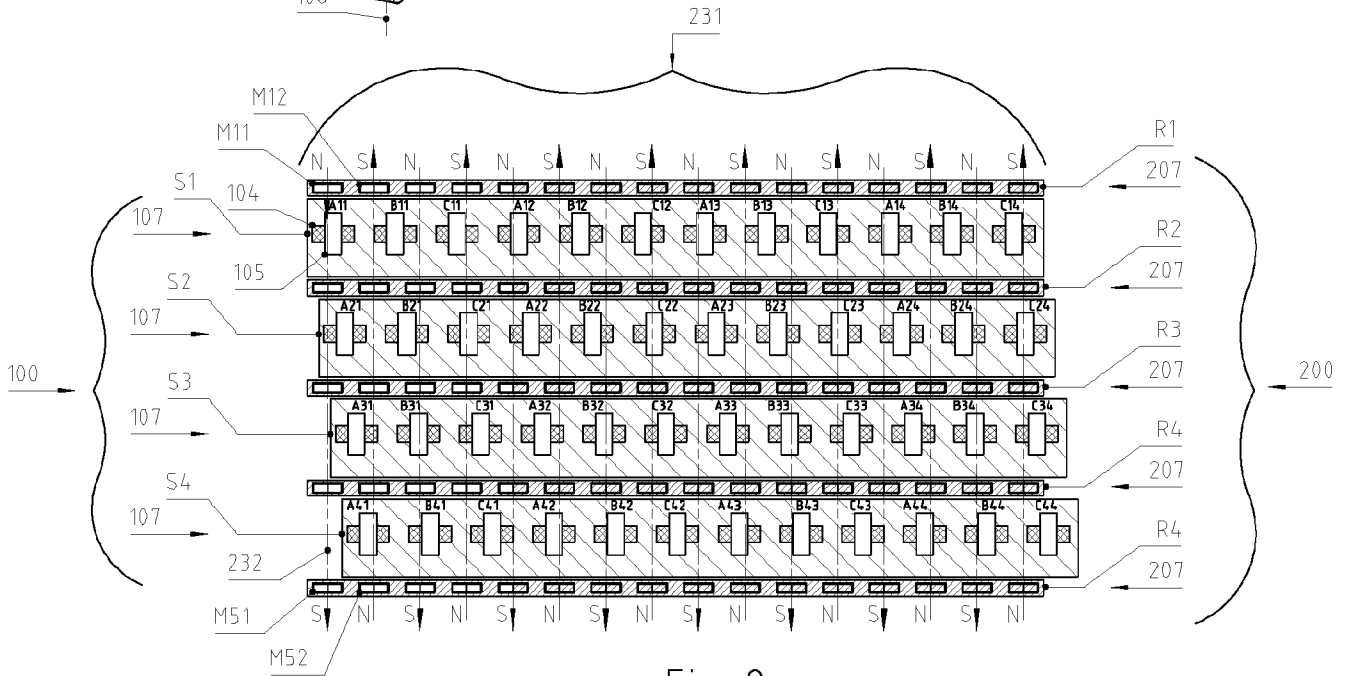 231
M12
M11
R1
N S N S N S N S N S N S N S N S
207
S1
104
A11 B11 C11 A12 B12 C12 A13 B13 C13 A14 B14 C14
107
R2
105
207
S2
A21 B21 C21 A22 B22 C22 A23 B23 C23 A24 B24 C24
107
R3
100
207
200
S3
A31 B31 C31 A32 B32 C32 A33 B33 C33 A34 B34 C34
107
R4
207
S4
A41 B41 C41 A42 B42 C42 A43 B43 C43 A44 B44 C44
107
R4
232
207
M51
S N S N S N S N S N S N S N S N
M52